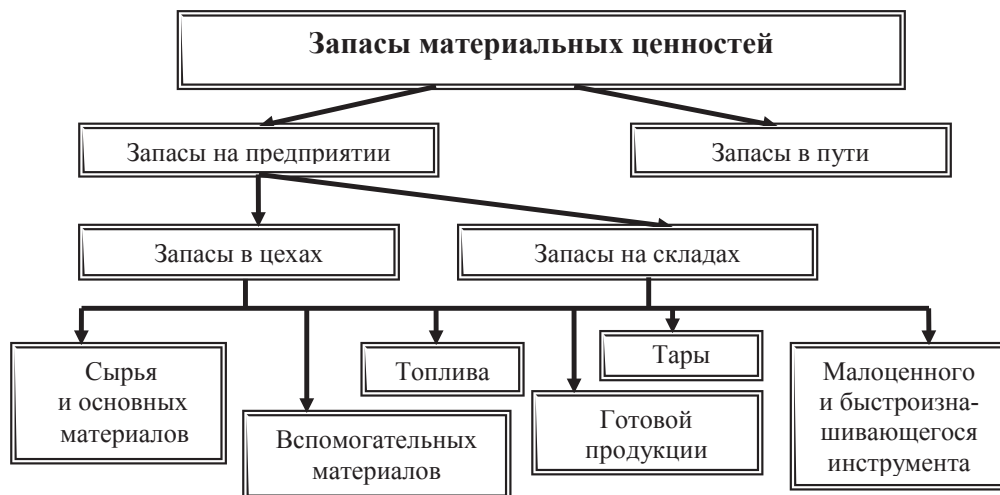 Запасы материальных ценностей
Запасы на предприятии
Запасы в пути
Запасы в цехах
Запасы на складах
Сырья
и основных
материалов
Вспомогательных
материалов
Топлива
Готовой
продукции
Тары
Малоценного
и быстроизна-
шивающегося
инструмента